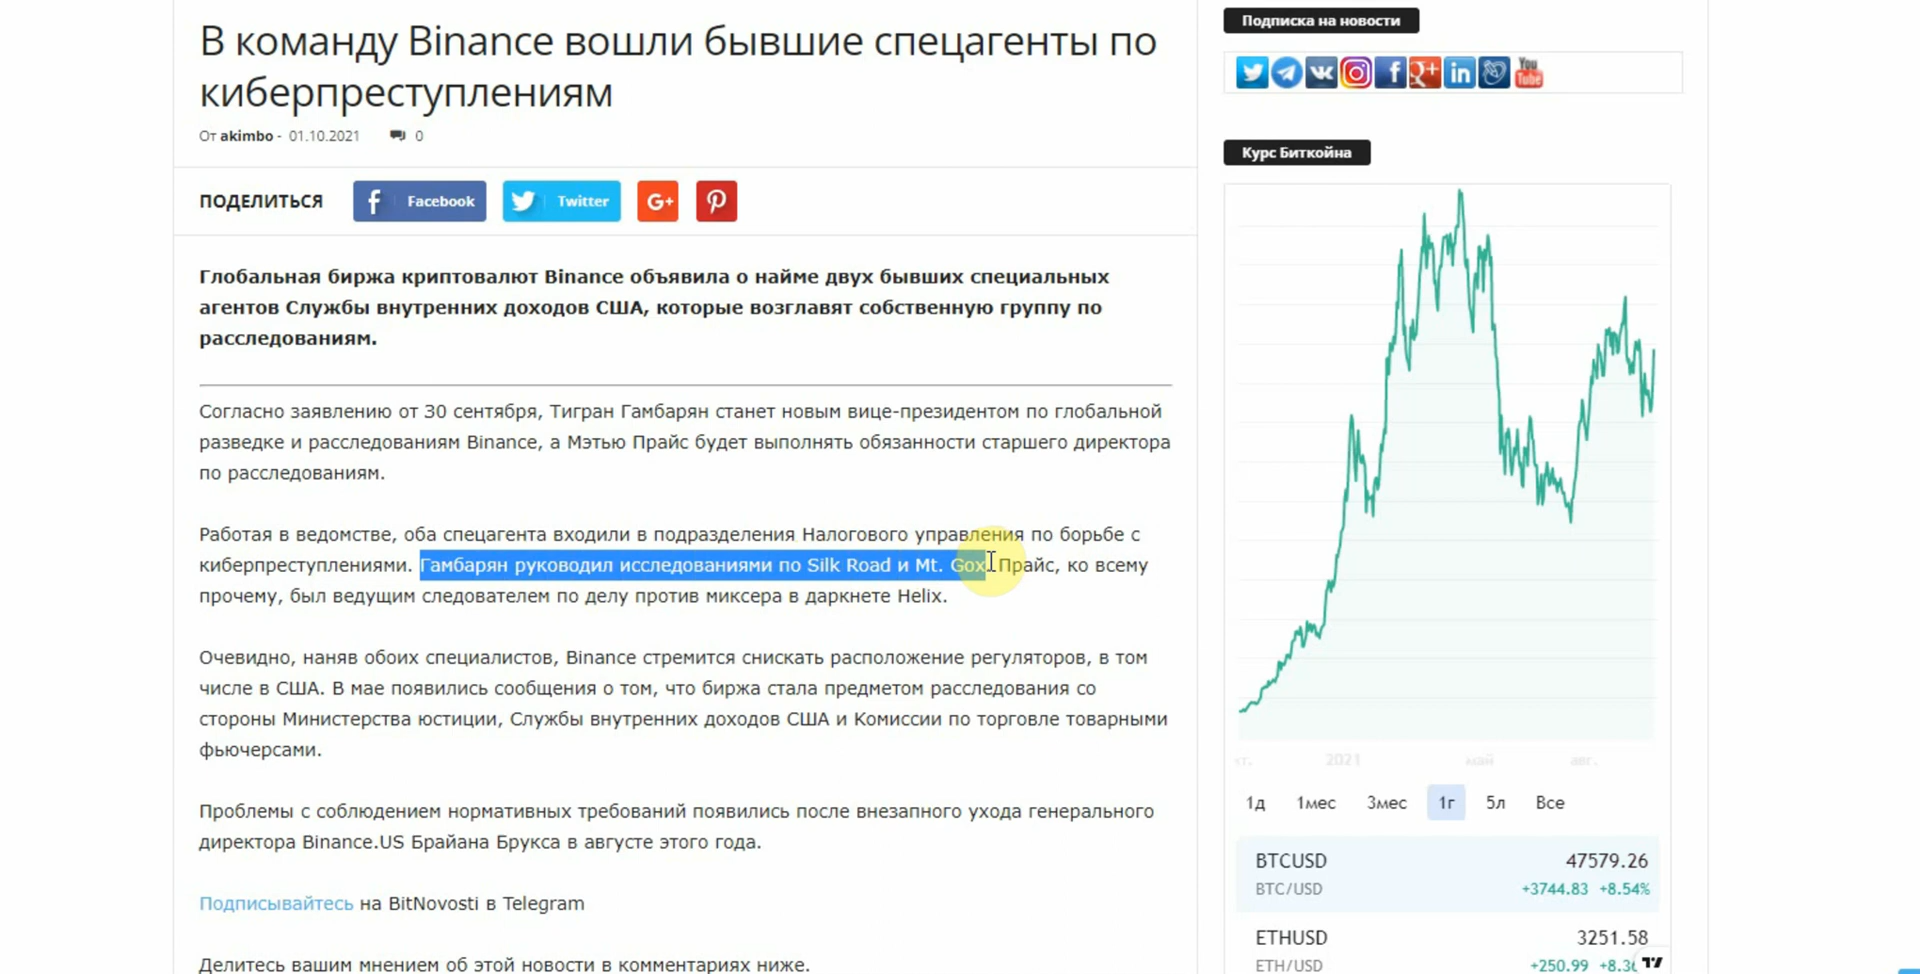 В команду Binance вошли бывшие спецагенты по
киберпреступлениям
От akimbo - 01.10.2021 0
ПОДЕЛИТЬСЯ Facebook Twitter G+
Глобальная биржа криптовалют Binance объявила о найме двух бывших специальных
агентов Службы внутренних доходов США, которые возглавят собственную группу по
расследованиям.
Согласно заявлению от 30 сентября, Тигран Гамбарян станет новым вице-президентом по глобальной
разведке и расследованиям Binance, а Мэтью Прайс будет выполнять обязанности старшего директора
по расследованиям.
Работая в ведомстве, оба спецагента входили в подразделения Налогового управления по борьбе с
киберпреступлениями. Гамбарян руководил исследованиями по Silk Road и Mt. Gox. Прайс, ко всему
прочему, был ведущим следователем по делу против миксера в даркнете Helix.
Очевидно, наняв обоих специалистов, Binance стремится снискать расположение регуляторов, в том
числе в США. В мае появились сообщения о том, что биржа стала предметом расследования со
стороны Министерства юстиции, Службы внутренних доходов США и Комиссии по торговле товарными
фьючерсами.
Проблемы с соблюдением нормативных требований появились после внезапного ухода генерального
директора Binance.US Брайана Брукса в августе этого года.
Подписывайтесь на BitNovosti в Telegram
Делитесь вашим мнением об этой новости в комментариях ниже.
Подписка на новости
You Tube
Курс Биткойна
2021 май авг.
1д 1мес 3мес 1г 5л Все
BTCUSD 47579.26
BTC/USD +3744.83 +8.54%
ETHUSD 3251.58
ETH/USD +250.99